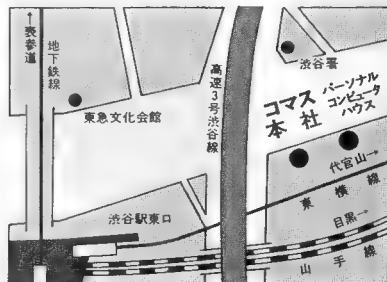 ↑表参道
地下鉄線
東急文化会館
高速3号渋谷線
渋谷署
コマス
本社
パーソナル
コンピュータ
ハウス
代官山→
東横線
渋谷駅東口
目黒→
山手線